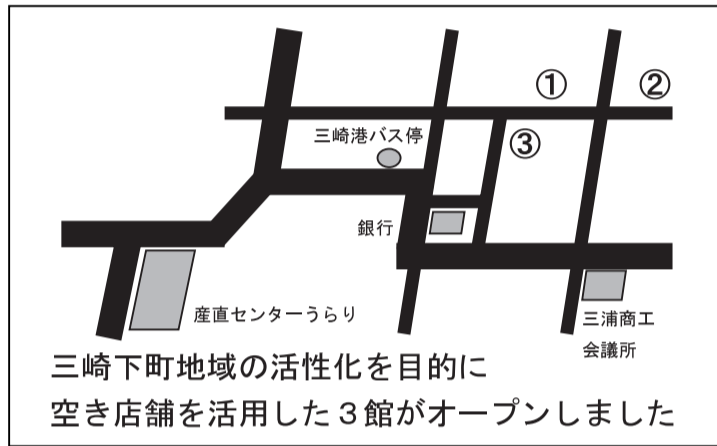 ①
②
三崎港バス停
③
銀行
産直センターうらり
三浦商工
会議所
三崎下町地域の活性化を目的に
空き店舗を活用した３館がオープンしました